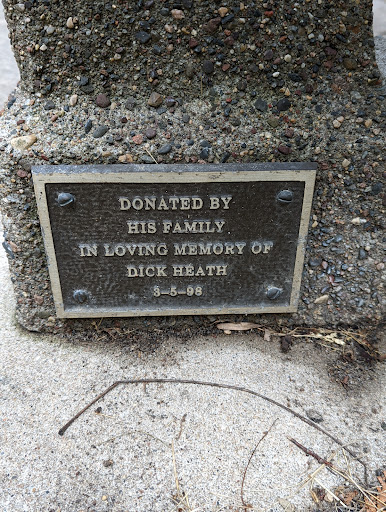 DONATED BY
HIS FAMILY
IN LOVING MEMORY OF
DICK HEATH
3-5-98